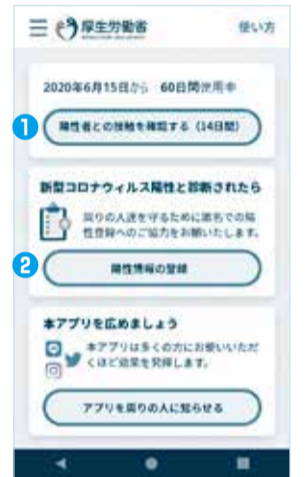 厚生労働省 使い方
2020年6月15日から 60日間使用中
1 陽性者との接触を確認する（14日間）
新型コロナウィルス陽性と診断されたら
周りの人達を守るために匿名での陽
性登録へのご協力をお願いいたします。
2 陽性情報の登録
本アプリを広めましょう
本アプリは多くの方にお使いいただ
くほど効果を発揮します。
アプリを周りの人に知らせる